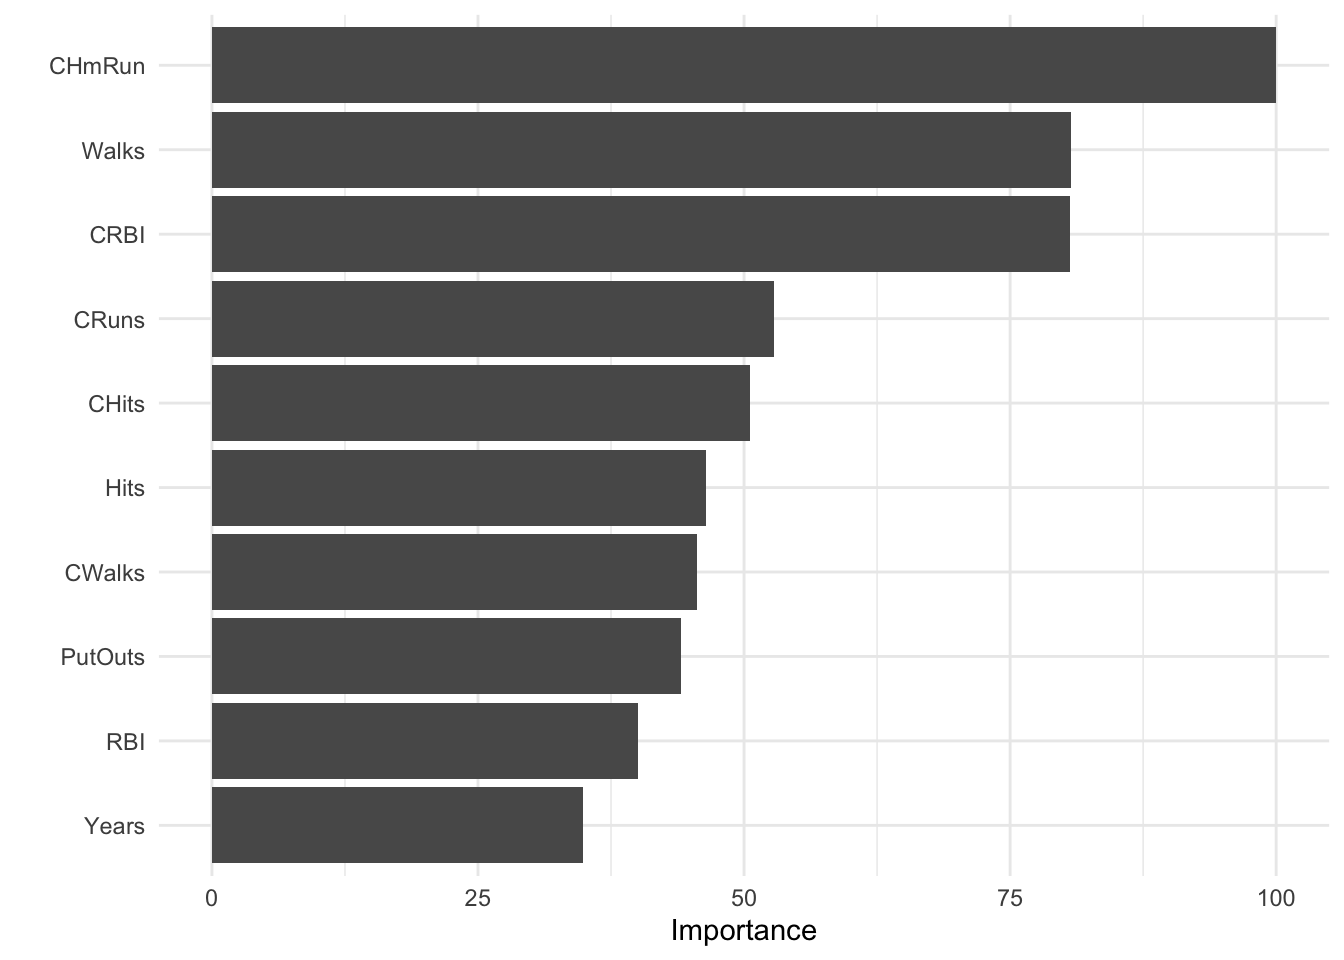 CHmRun
Walks
CRBI
CRuns
CHits
Hits
CWalks
PutOuts
RBI
Years
0 25 50 75 100
Importance